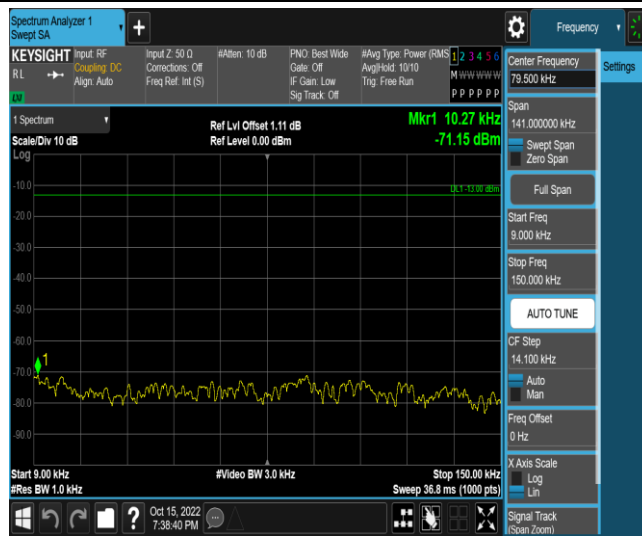 Spectrum Analyzer 1
Swept SA
+
Frequency
KEYSIGHT
RL
Input: RF
Coupling: DC
Align: Auto
Input Z: 50 Ω
Corrections: Off
Freq Ref: Int (S)
#Atten: 10 dB
PNO: Best Wide
Gate: Off
IF Gain: Low
Sig Track: Off
#Avg Type: Power (RMS
Avg|Hold: 10/10
Trig: Free Run
1 2 3 4 5 6
M W W W W W
P P P P P P
1 Spectrum
Scale/Div 10 dB
Log
Ref Lvl Offset 1.11 dB
Ref Level 0.00 dBm
Mkr1 10.27 kHz
-71.15 dBm
DL1 -13.00 dBm
-10.0
-20.0
-30.0
-40.0
-50.0
-60.0
-70.0
-80.0
-90.0
1
Start 9.00 kHz
#Res BW 1.0 kHz
#Video BW 3.0 kHz
Stop 150.00 kHz
Sweep 36.8 ms (1000 pts)
?
Oct 15, 2022
7:38:40 PM
Center Frequency
79.500 kHz
Settings
Span
141.000000 kHz
Swept Span
Zero Span
Full Span
Start Freq
9.000 kHz
Stop Freq
150.000 kHz
AUTO TUNE
CF Step
14.100 kHz
Auto
Man
Freq Offset
0 Hz
X Axis Scale
Log
Lin
Signal Track
(Span Zoom)